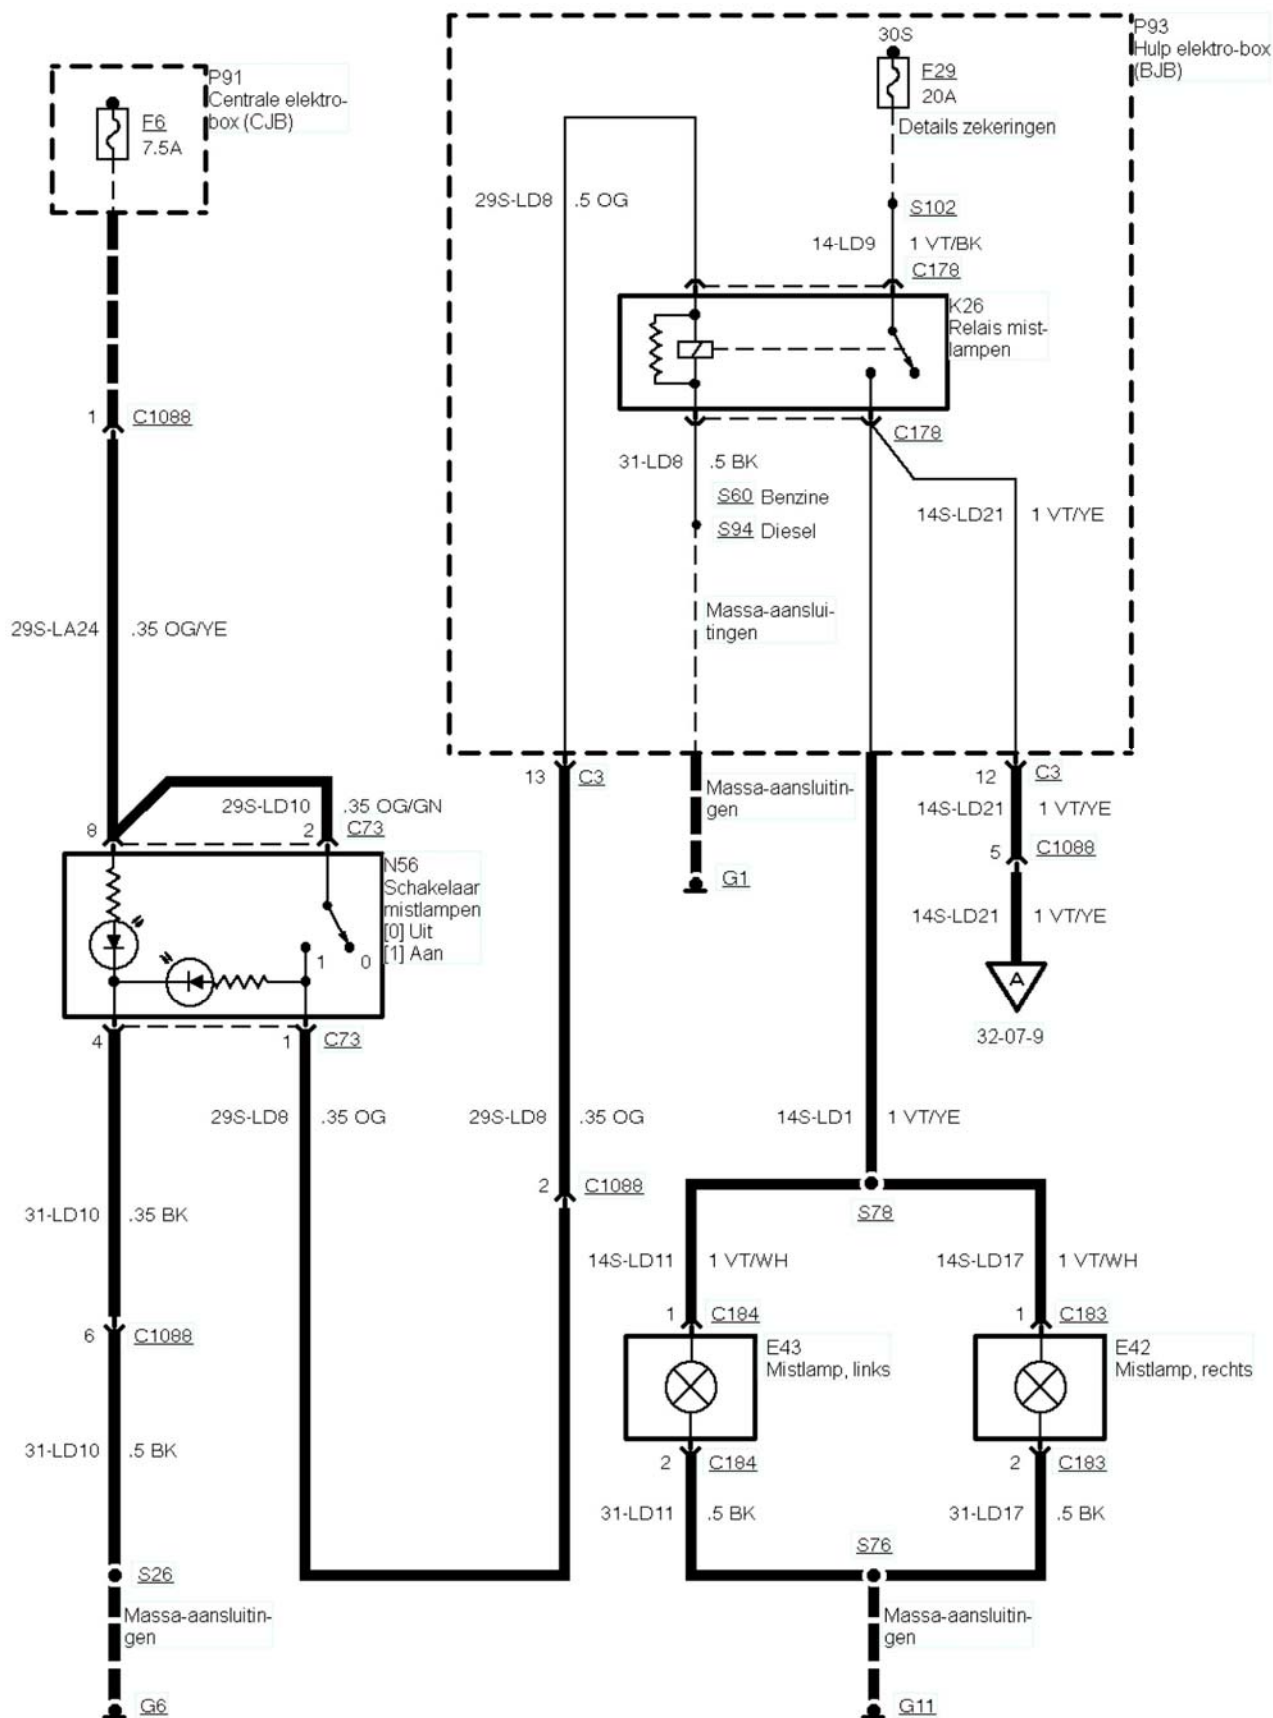 P91
Centrale elektro-
box (CJB)
F6
7.5A
P93
Hulp elektro-box
(BJB)
30S
F29
20A
Details zekeringen
29S-LD8 .5 OG
S102
14-LD9 1 VT/BK
C178
K26
Relais mist-
lampen
1 C1088
C178
31-LD8 .5 BK
S60 Benzine
S94 Diesel
14S-LD21 1 VT/YE
Massa-aanslui-
tingen
29S-LA24 .35 OG/YE
13 C3
Massa-aansluitin-
gen
12 C3
29S-LD10 .35 OG/GN
14S-LD21 1 VT/YE
8 2 C73
5 C1088
N56
Schakelaar
mistlampen
[0] Uit
[1] Aan
G1
14S-LD21 1 VT/YE
1 0
A
32-07-9
4 1 C73
29S-LD8 .35 OG
29S-LD8 .35 OG
14S-LD1 1 VT/YE
2 C1088
31-LD10 .35 BK
S78
14S-LD11 1 VT/WH
14S-LD17 1 VT/WH
1 C184
1 C183
6 C1088
E43
Mistlamp, links
E42
Mistlamp, rechts
31-LD10 .5 BK
2 C184
2 C183
31-LD11 .5 BK
31-LD17 .5 BK
S76
S26
Massa-aansluitin-
gen
Massa-aansluitin-
gen
G6
G11